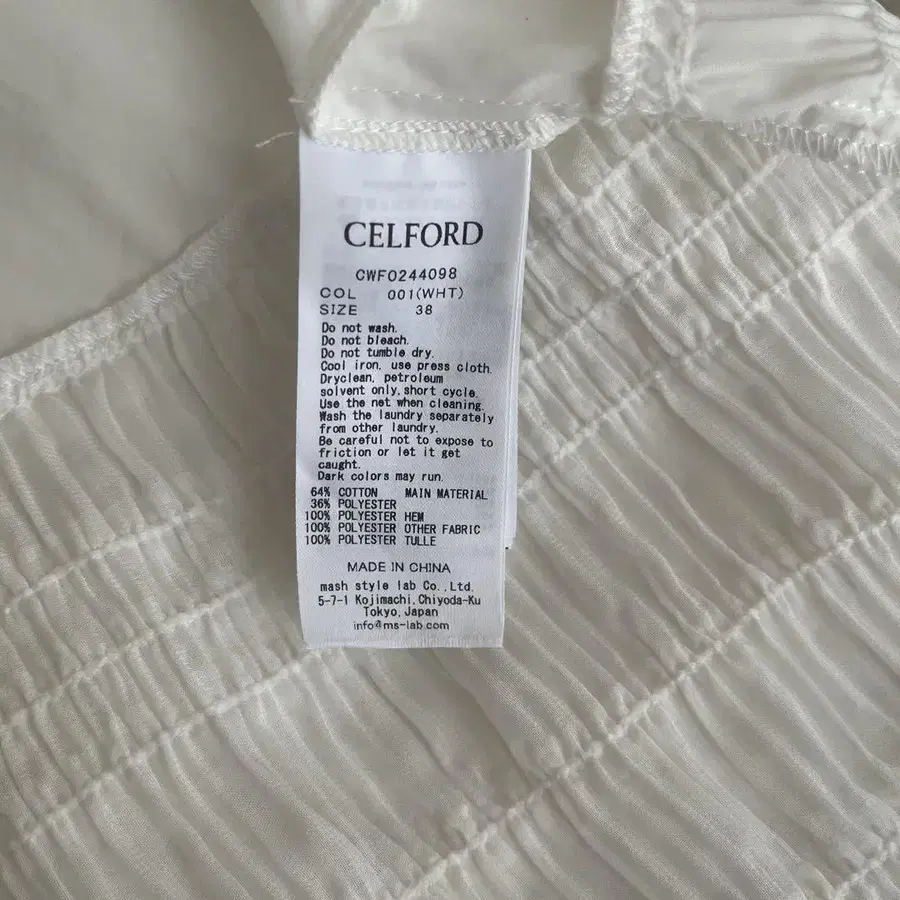 CELFORD
CWFO244098
COL 001(WHT)
SIZE 38
Do not wash.
Do not bleach.
Do not tumble dry.
Cool iron, use press cloth.
Dryclean, petroleum
solvent only,short cycle.
Use the net when cleaning.
Wash the laundry separately
from other laundry.
Be careful not to expose to
friction or let it get
caught.
Dark colors may run.
64% COTTON MAIN MATERIAL
36% POLYESTER
100% POLYESTER HEM
100% POLYESTER OTHER FABRIC
100% POLYESTER TULLE
MADE IN CHINA
mash style lab Co.,Ltd.
5-7-1 Kojimachi,Chiyoda-Ku
Tokyo,Japan
info@ms-lab.com